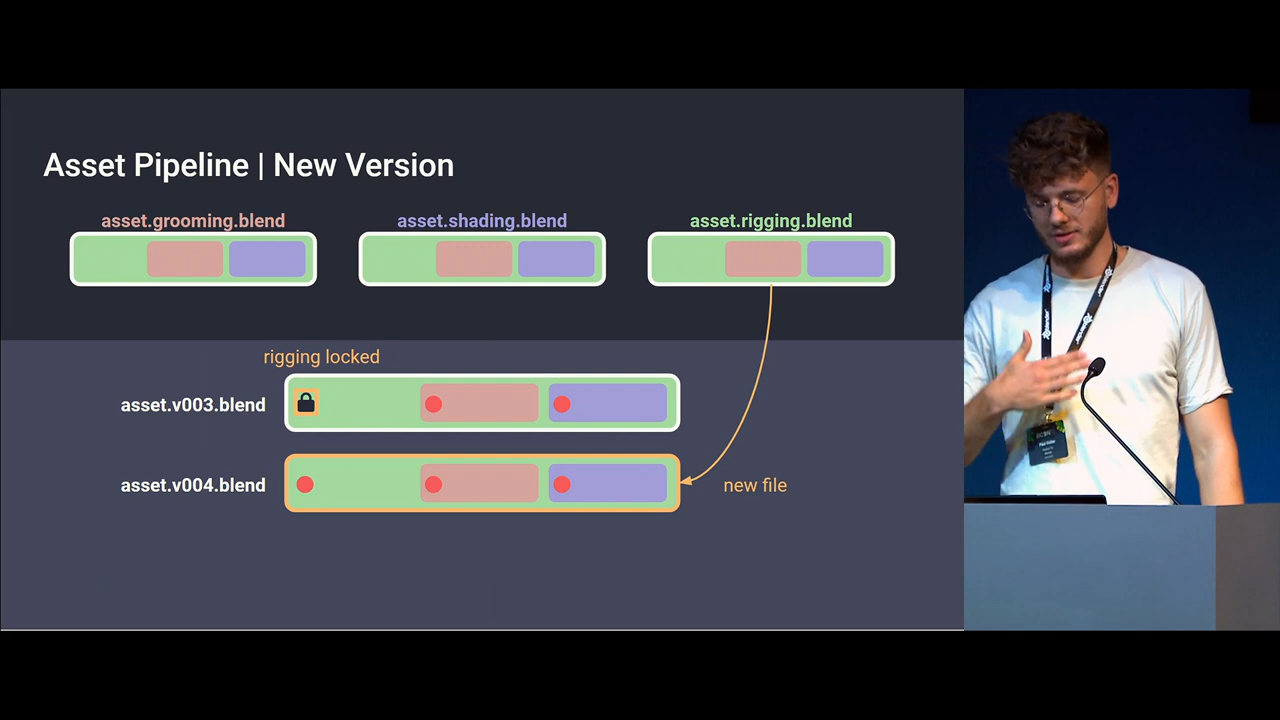 Asset Pipeline | New Version
asset.grooming.blend
asset.shading.blend
asset.rigging.blend
rigging locked
asset.v003.blend
asset.v004.blend
new file